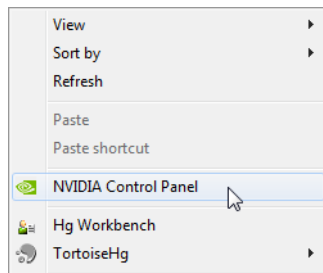 View
Sort by
Refresh
Paste
Paste shortcut
NVIDIA Control Panel
Hg Workbench
TortoiseHg